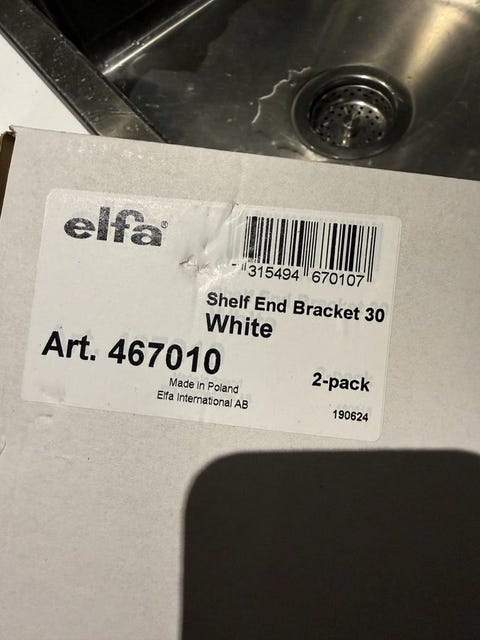 elfa®
315494 670107
Shelf End Bracket 30
White
Art. 467010
2-pack
Made in Poland
Elfa International AB
190624